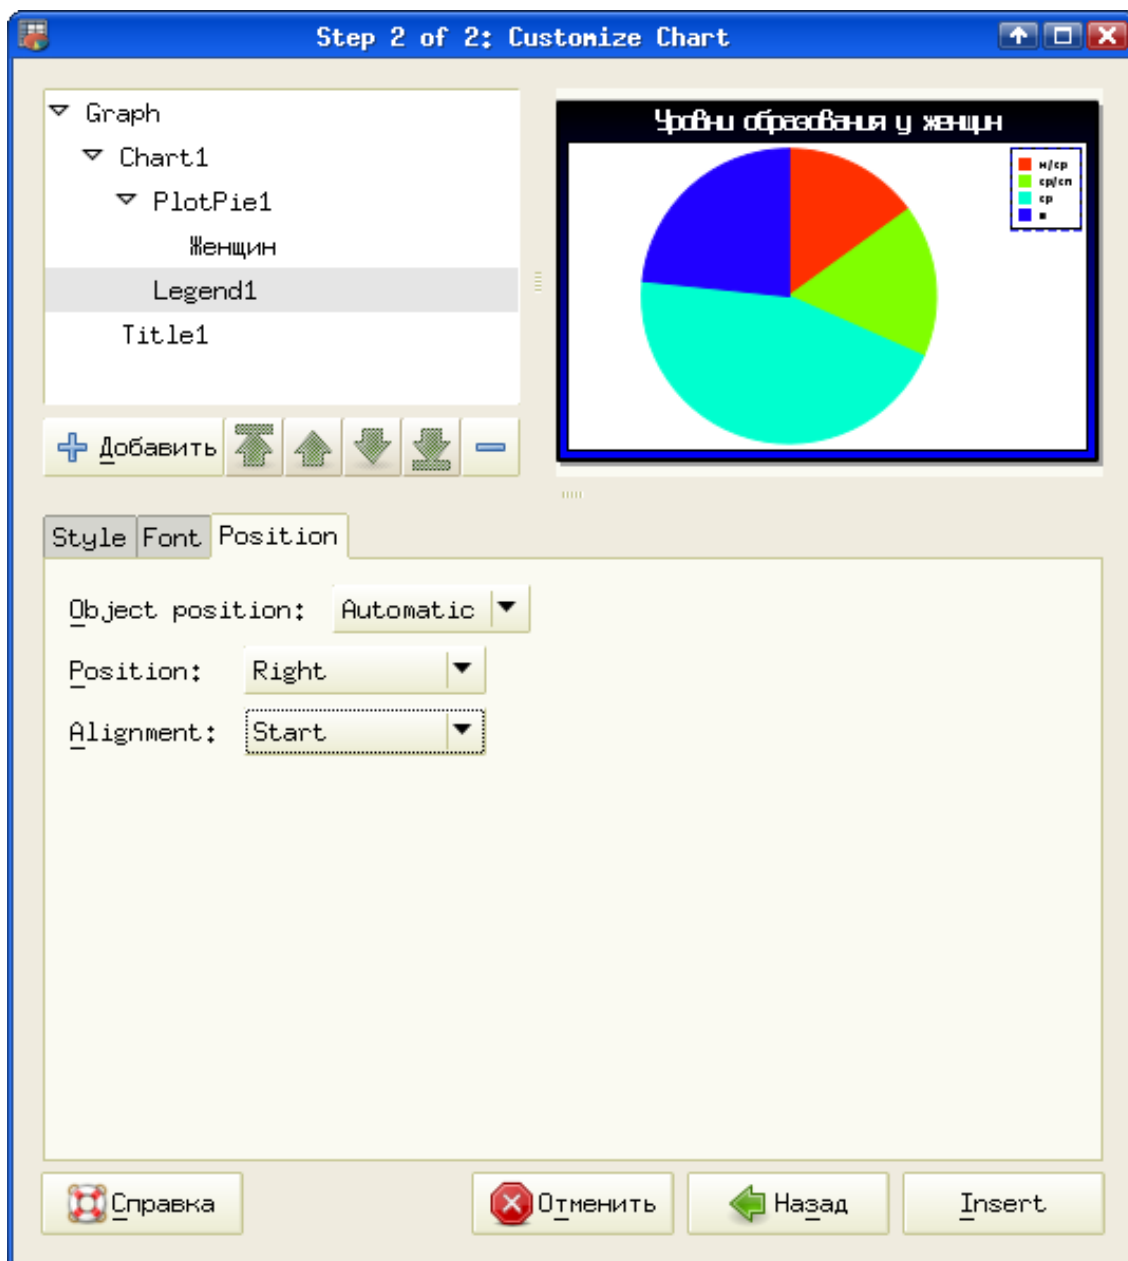 Step 2 of 2: Customize Chart
Graph
Chart1
PlotPie1
Женщин
Legend1
Title1
Добавить
Уровни образования у женщин
н/ср
ср/сп
ср
в
Style Font Position
Object position: Automatic
Position: Right
Alignment: Start
Справка Отменить Назад Insert